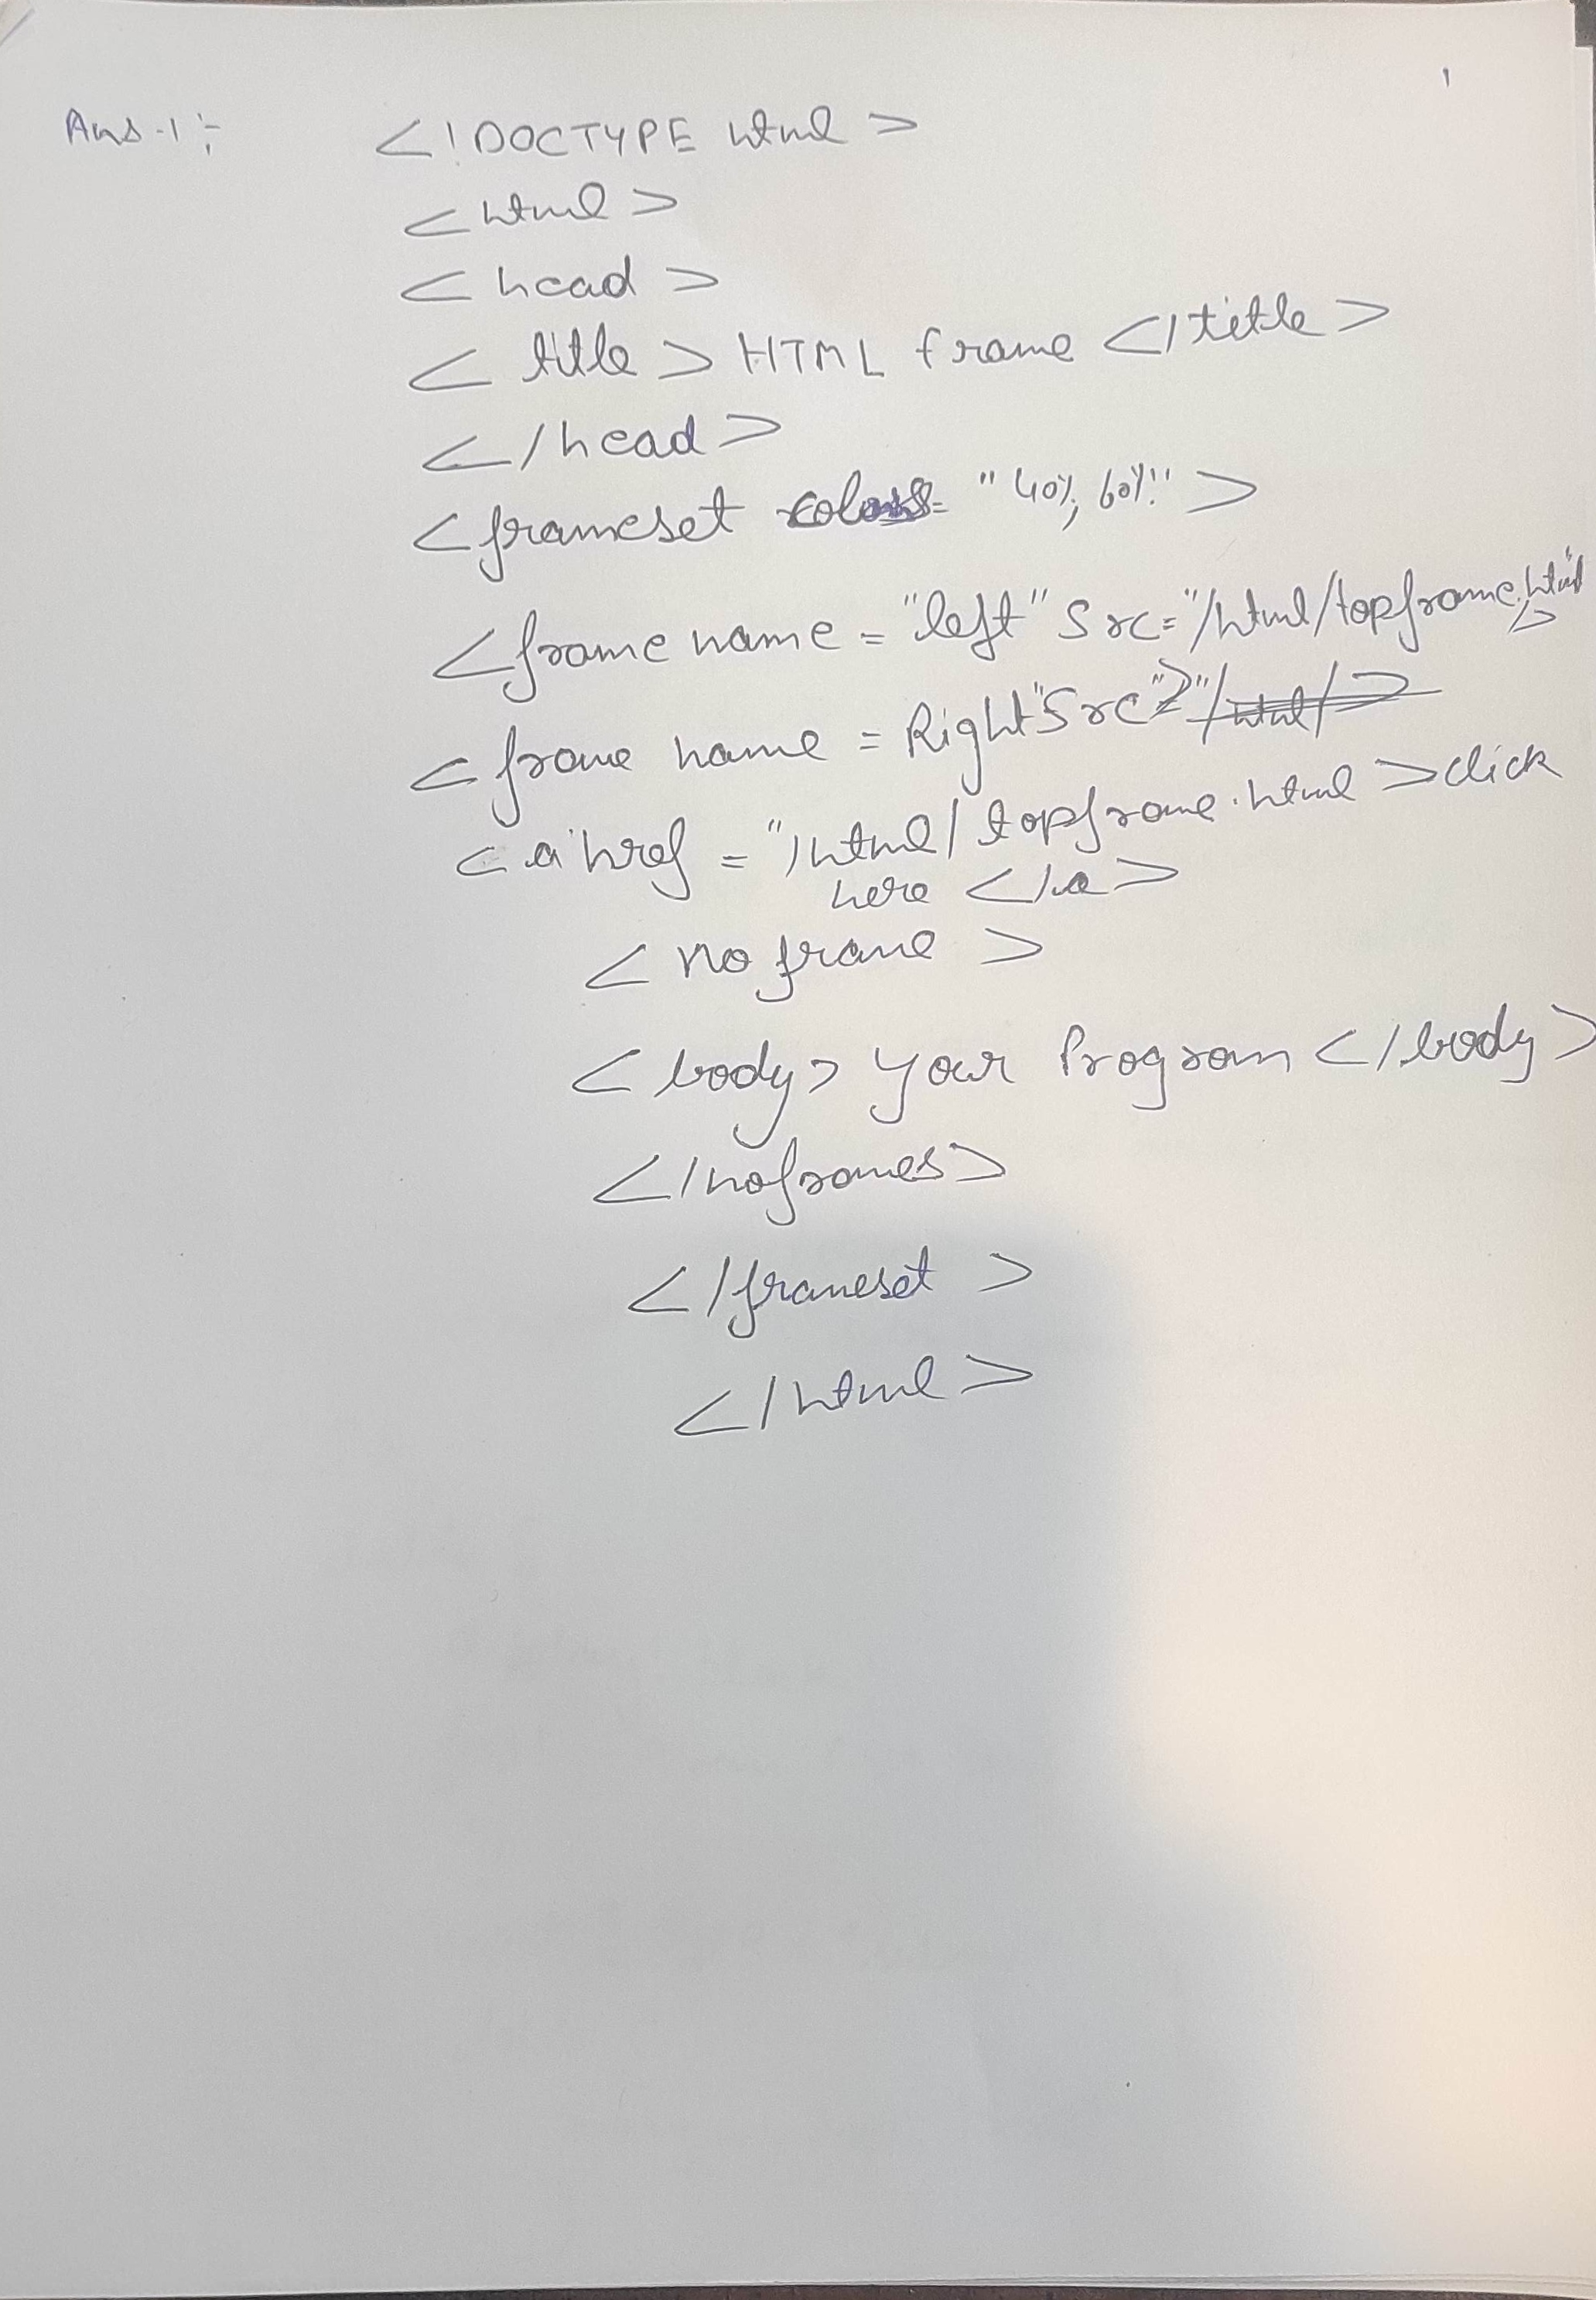 1
Ans-1 :-    <!DOCTYPE html>
<html>
<head>
<title> HTML frame </title>
</head>
<frameset = "40%, 60%">
<frame name = "left" Src="/html/topframe.html">
<frame name = Right" Src
<a href = "/html/topframe.html > click
here </a>
<no frame >
<body> your Program </body>
</noframes>
</frameset >
</html>